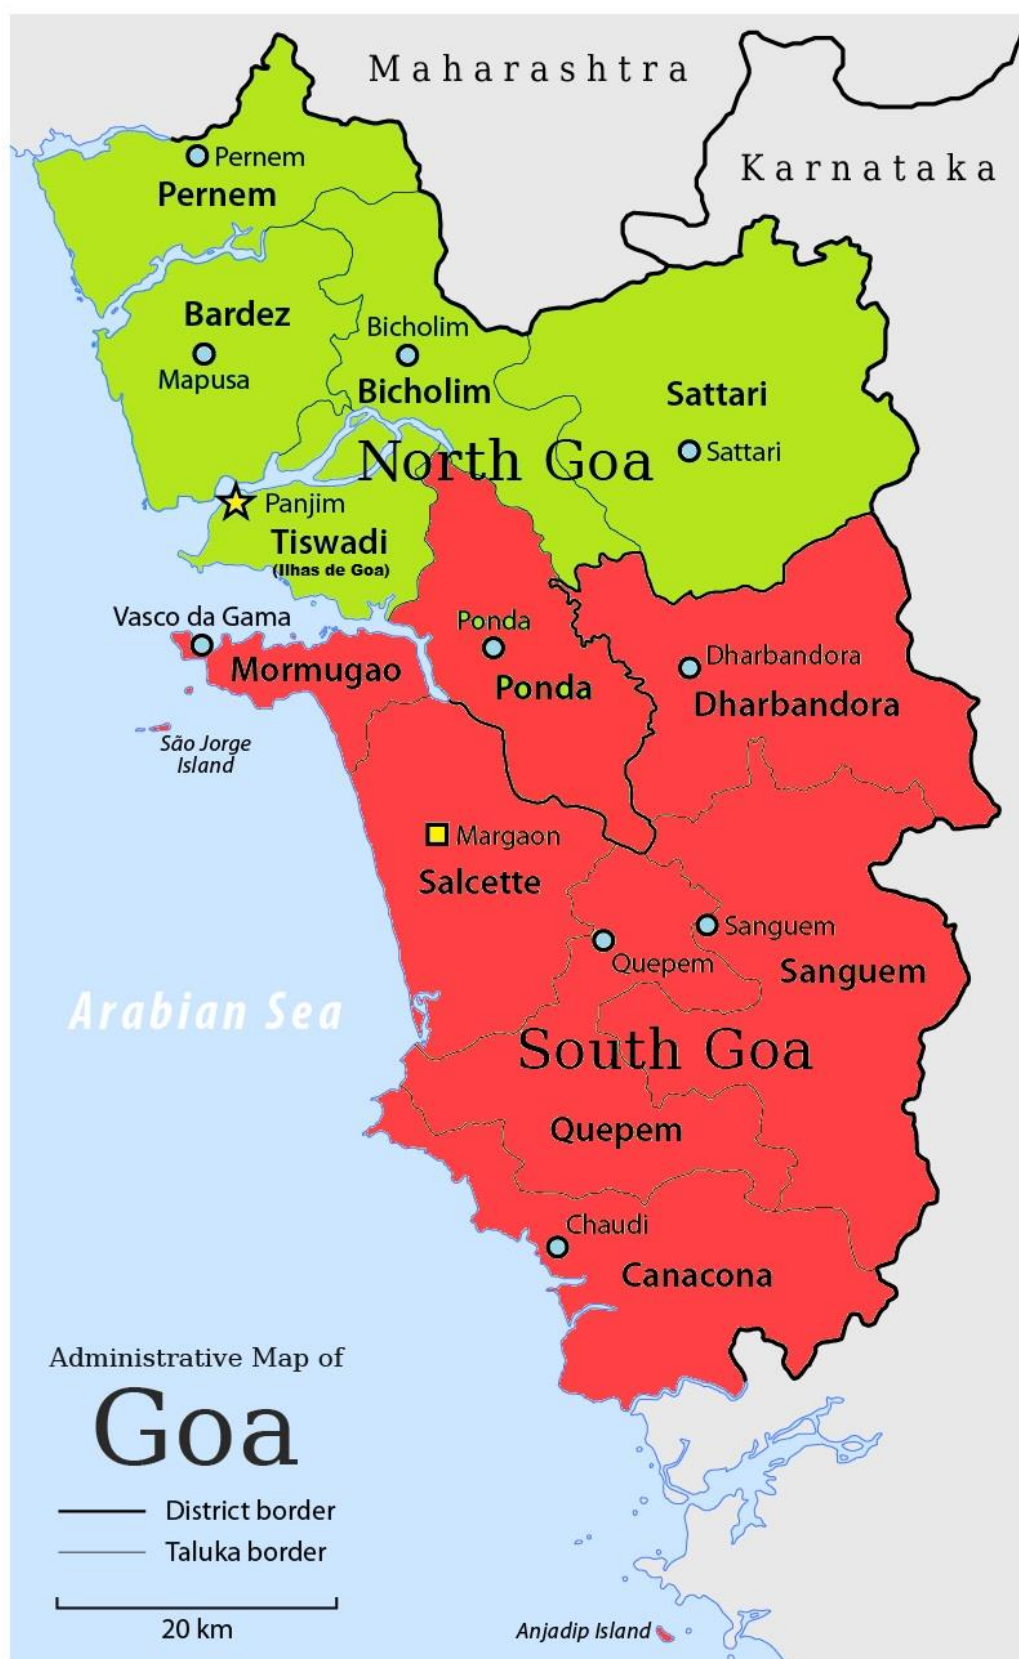 Maharashtra
Karnataka
Pernem
Pernem
Bardez
Mapusa
Bicholim
Bicholim
Sattari
Sattari
North Goa
Panjim
Tiswadi
(Ilhas de Goa)
Vasco da Gama
Mormugao
Ponda
Ponda
Dharbandora
Dharbandora
São Jorge
Island
Margaon
Salcette
Sanguem
Quepem
Sanguem
Arabian Sea
South Goa
Quepem
Chaudi
Canacona
Administrative Map of
Goa
District border
Taluka border
20 km
Anjadip Island